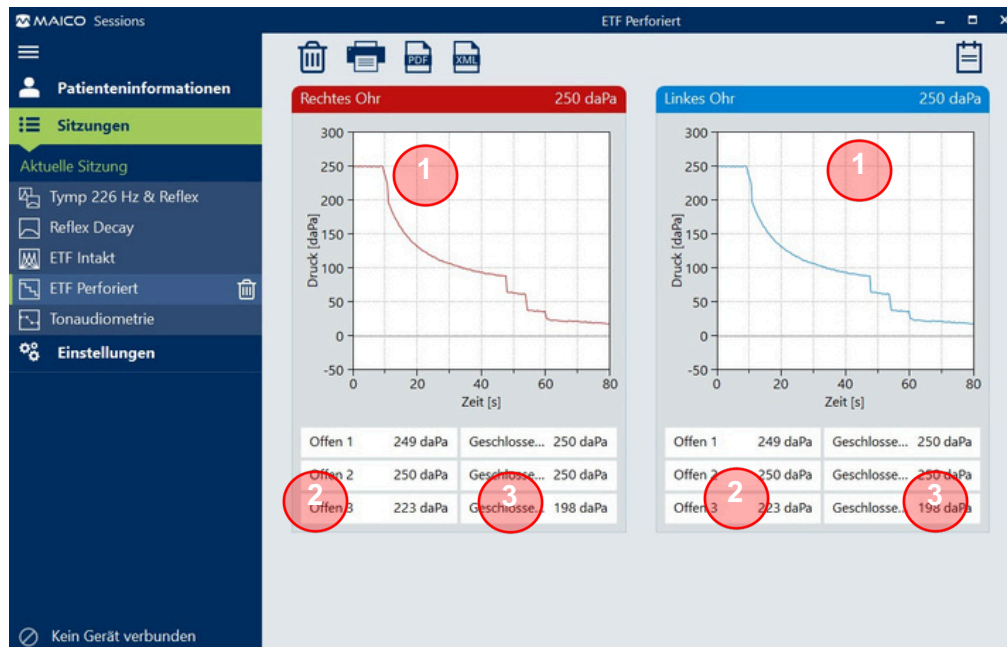 MAICO Sessions
ETF Perforiert
Patienteninformationen
Sitzungen
Aktuelle Sitzung
Tymp 226 Hz & Reflex
Reflex Decay
ETF Intakt
ETF Perforiert
Tonaudiometrie
Einstellungen
Kein Gerät verbunden
PDF XML
Rechtes Ohr 250 daPa
300
250
200
150
100
50
0
-50
Druck [daPa]
0 20 40 60 80
Zeit [s]
1
Offen 1 249 daPa Geschlosse... 250 daPa
Offen 2 250 daPa Geschlosse... 250 daPa
Offen 3 223 daPa Geschlosse... 198 daPa
2 3
Linkes Ohr 250 daPa
300
250
200
150
100
50
0
-50
Druck [daPa]
0 20 40 60 80
Zeit [s]
1
Offen 1 249 daPa Geschlosse... 250 daPa
Offen 2 250 daPa Geschlosse... 250 daPa
Offen 3 223 daPa Geschlosse... 198 daPa
2 3